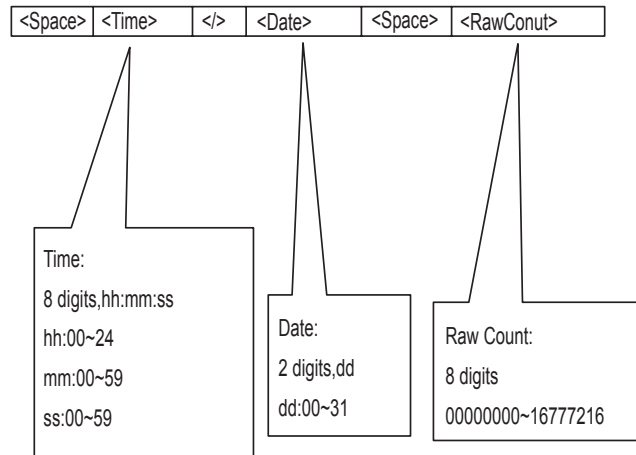 <Space> <Time> </> <Date> <Space> <RawConut>
Time:
8 digits,hh:mm:ss
hh:00~24
mm:00~59
ss:00~59
Date:
2 digits,dd
dd:00~31
Raw Count:
8 digits
00000000~16777216